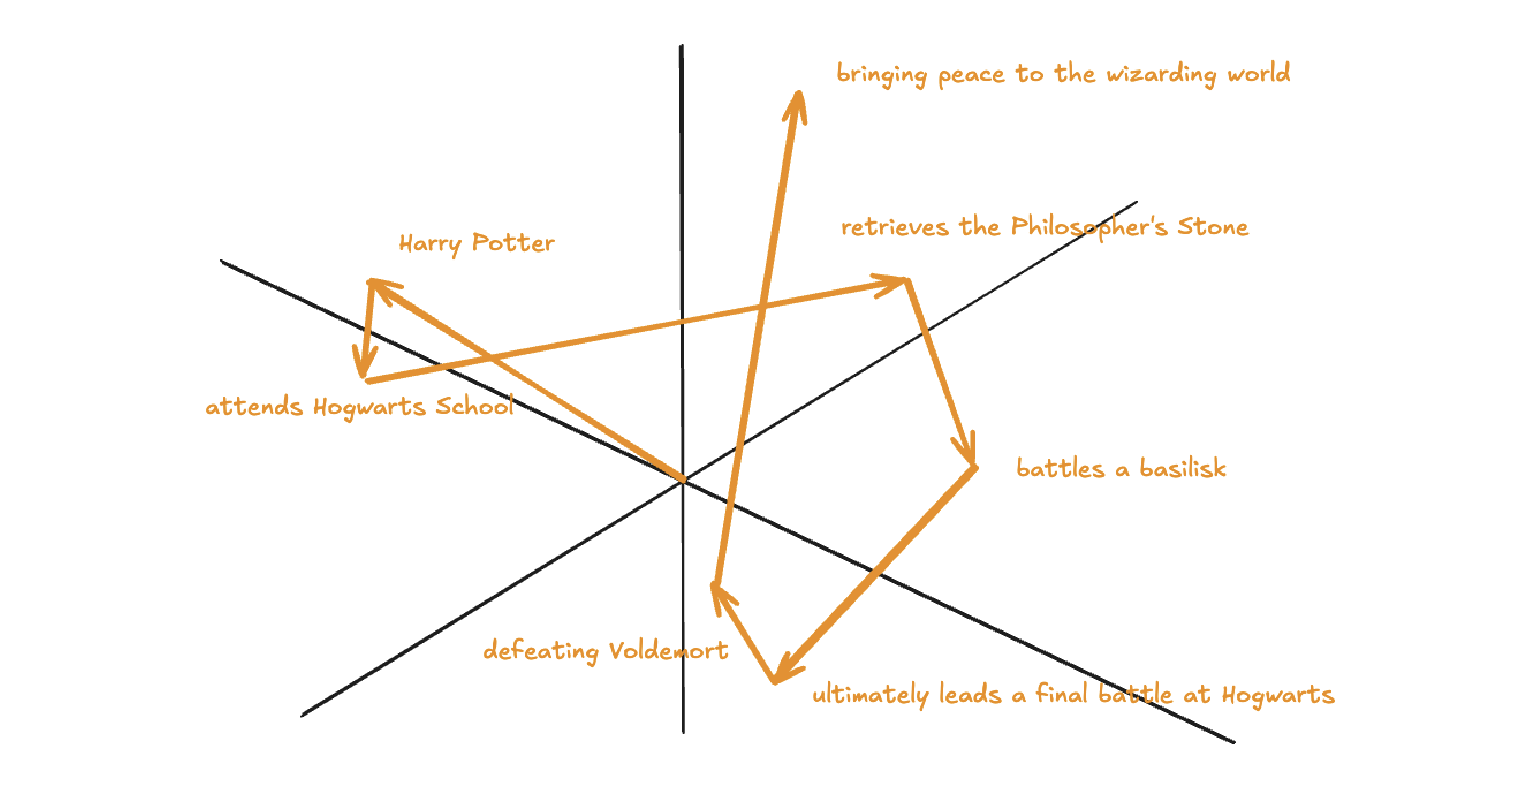 bringing peace to the wizarding world
retrieves the Philosopher's Stone
Harry Potter
attends Hogwarts School
battles a basilisk
defeating Voldemort
ultimately leads a final battle at Hogwarts